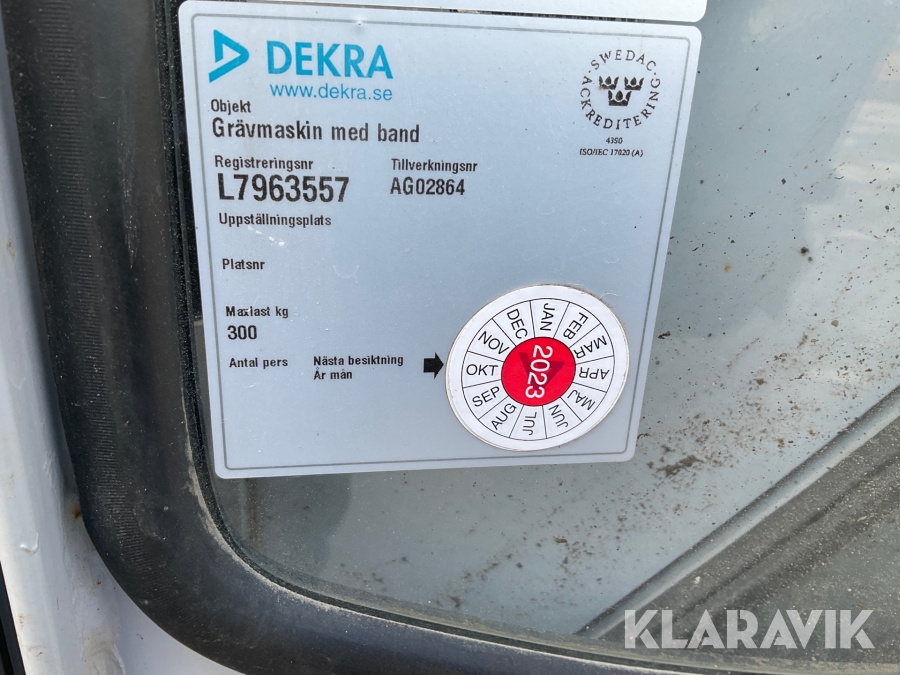 DEKRA
www.dekra.se
SWEDAC
ACKREDITERING
4390
ISO/IEC 17020 (A)
Objekt
Grävmaskin med band
Registreringsnr
L7963557
Tillverkningsnr
AG02864
Uppställningsplats
Platsnr
Maxlast kg
300
Antal pers
Nästa besiktning
År mån
JAN
FEB
MAR
APR
MAJ
JUN
JUL
AUG
SEP
OKT
NOV
DEC
2023
KLARAVIK